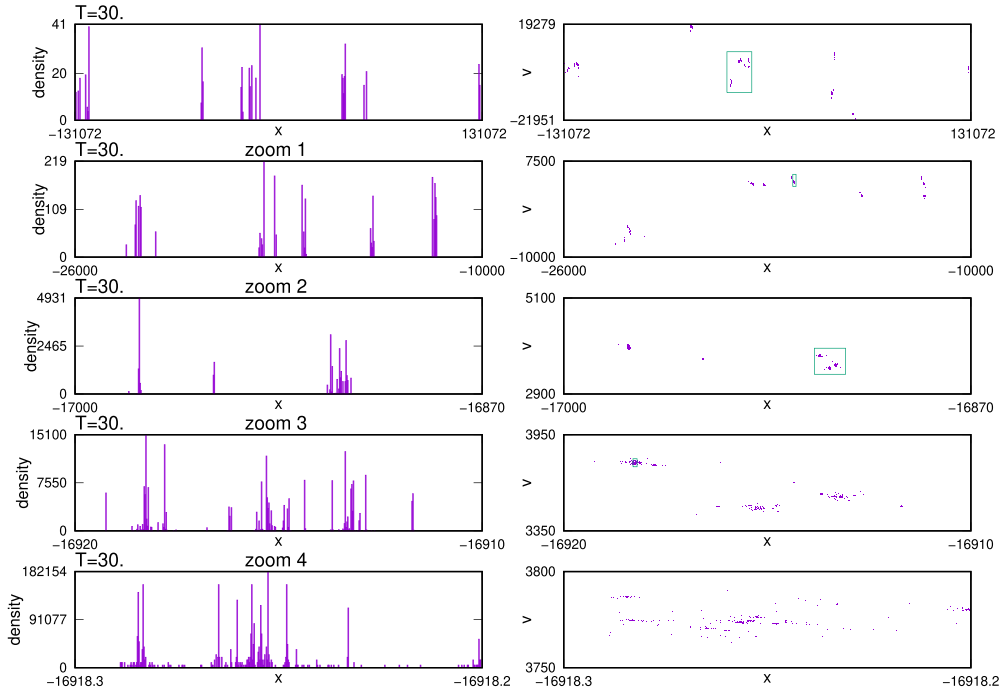 T=30.
41
20
0
density
−131072
x
131072
19279
v
−21951
−131072
x
131072
T=30.
zoom 1
219
109
0
density
−26000
x
−10000
7500
v
−10000
−26000
x
−10000
T=30.
zoom 2
4931
2465
0
density
−17000
x
−16870
5100
v
2900
−17000
x
−16870
T=30.
zoom 3
15100
7550
0
density
−16920
x
−16910
3950
v
3350
−16920
x
−16910
T=30.
zoom 4
182154
91077
0
density
−16918.3
x
−16918.2
3800
v
3750
−16918.3
x
−16918.2